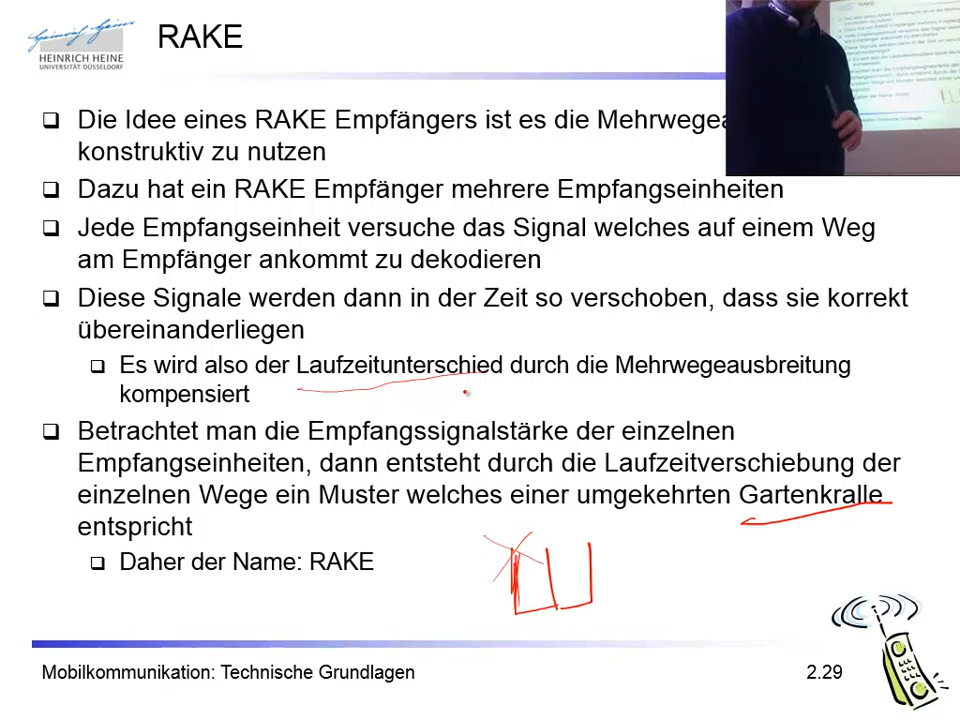 Heinrich Heine
HEINRICH HEINE
UNIVERSITÄT DÜSSELDORF
RAKE
Die Idee eines RAKE Empfängers ist es die
konstruktiv zu nutzen
Dazu hat ein RAKE Empfänger mehrere Empfangseinheiten
Jede Empfangseinheit versuche das Signal welches auf einem Weg
am Empfänger ankommt zu dekodieren
Diese Signale werden dann in der Zeit so verschoben, dass sie korrekt
übereinanderliegen
Es wird also der Laufzeitunterschied durch die Mehrwegeausbreitung
kompensiert
Betrachtet man die Empfangssignalstärke der einzelnen
Empfangseinheiten, dann entsteht durch die Laufzeitverschiebung der
einzelnen Wege ein Muster welches einer umgekehrten Gartenkralle
entspricht
Daher der Name: RAKE
Mobilkommunikation: Technische Grundlagen
2.29